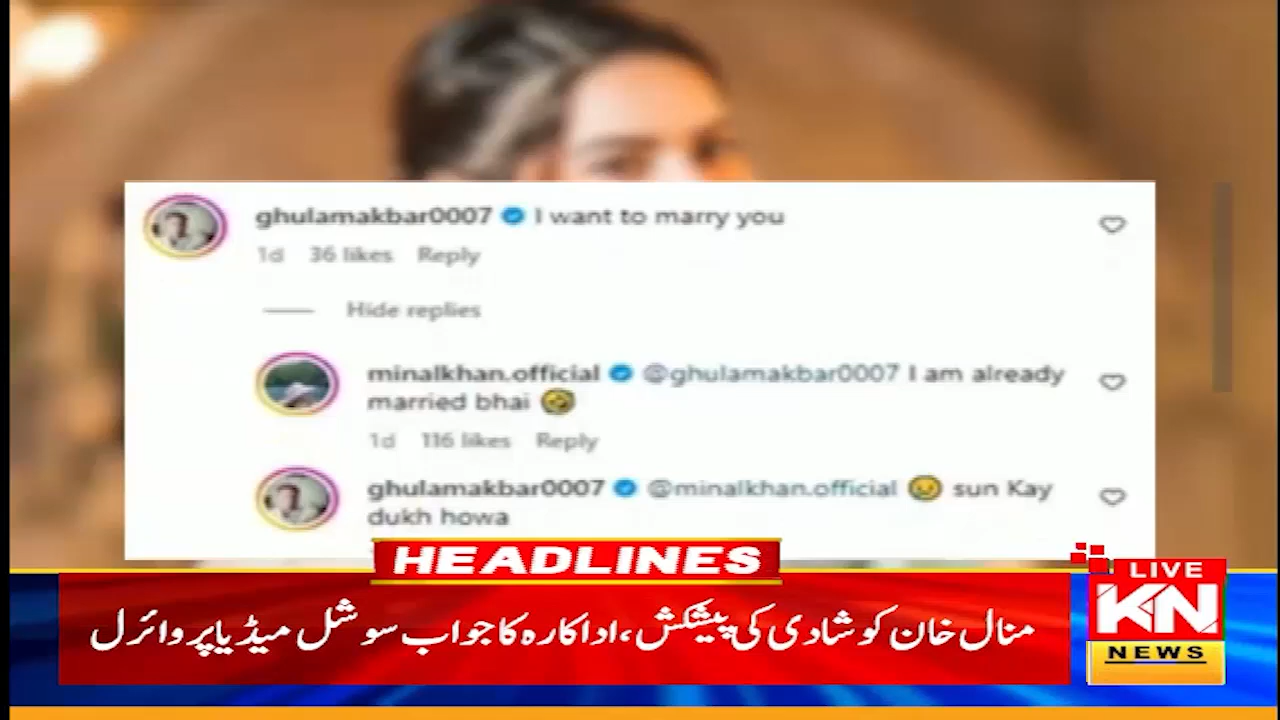 ghulamakbar0007 I want to marry you
1d 36 likes Reply
Hide replies
minalkhan.official @ghulamakbar0007 I am already
married bhai 🤣
1d 116 likes Reply
ghulamakbar0007 @minalkhan.official 😢 sun Kay
dukh howa
HEADLINES
منال خان کو شادی کی پیشکش، اداکارہ کا جواب سوشل میڈیا پر وائرل
LIVE
KN
NEWS